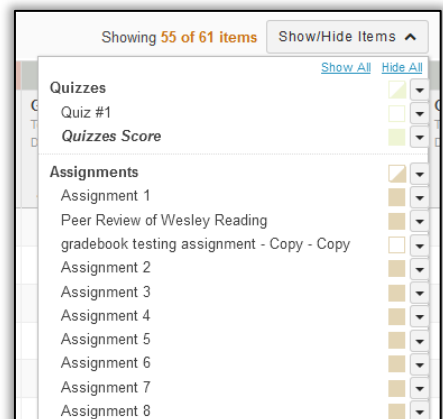 Showing 55 of 61 items Show/Hide Items
Show All Hide All
Quizzes
Quiz #1
Quizzes Score
Assignments
Assignment 1
Peer Review of Wesley Reading
gradebook testing assignment - Copy - Copy
Assignment 2
Assignment 3
Assignment 4
Assignment 5
Assignment 6
Assignment 7
Assignment 8